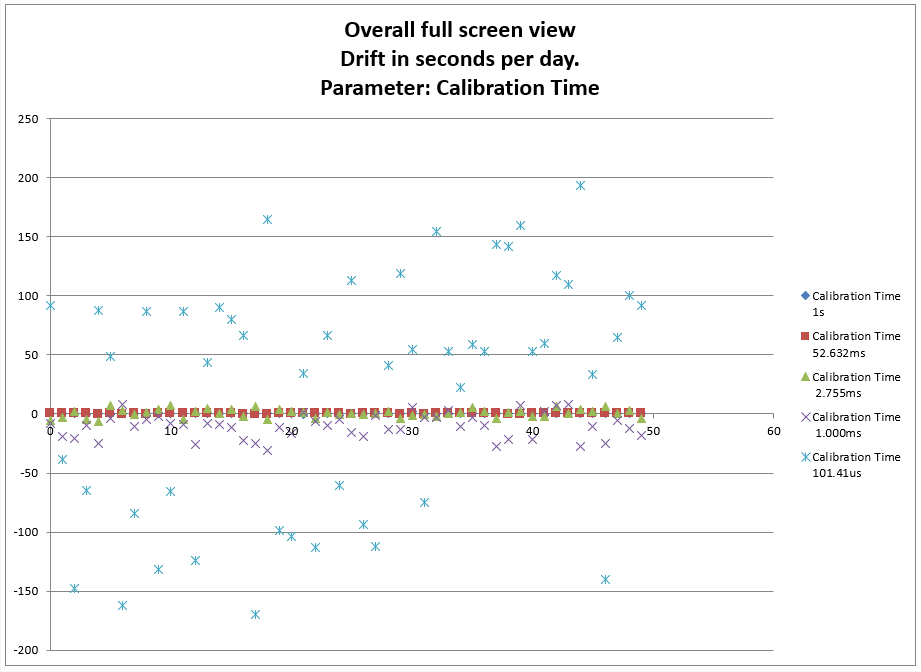 Overall full screen view
Drift in seconds per day.
Parameter: Calibration Time
250
200
150
100
50
0
-50
-100
-150
-200
0
10
20
30
40
50
60
Calibration Time
1s
Calibration Time
52.632ms
Calibration Time
2.755ms
Calibration Time
1.000ms
Calibration Time
101.41us